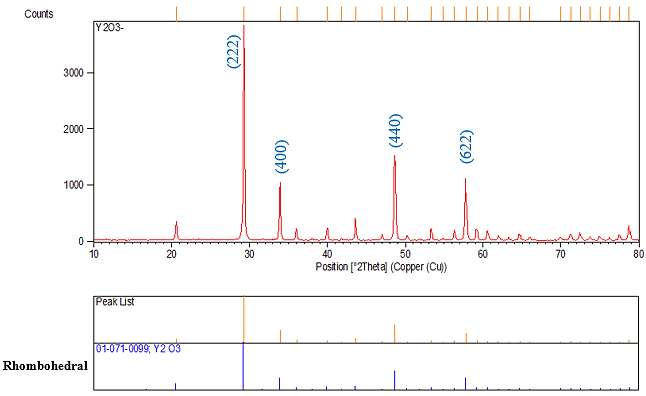 Counts
Y2O3-
3000
2000
1000
0
(222)
(400)
(440)
(622)
10 20 30 40 50 60 70 80
Position [°2Theta] (Copper (Cu))
Peak List
01-071-0099; Y2 O3
Rhombohedral